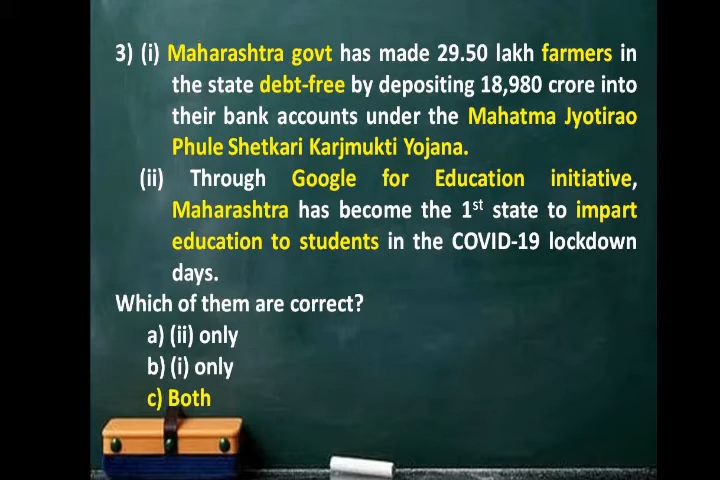 3) (i) Maharashtra govt has made 29.50 lakh farmers in
the state debt-free by depositing 18,980 crore into
their bank accounts under the Mahatma Jyotirao
Phule Shetkari Karjmukti Yojana.
(ii) Through Google for Education initiative,
Maharashtra has become the 1st state to impart
education to students in the COVID-19 lockdown
days.
Which of them are correct?
a) (ii) only
b) (i) only
c) Both